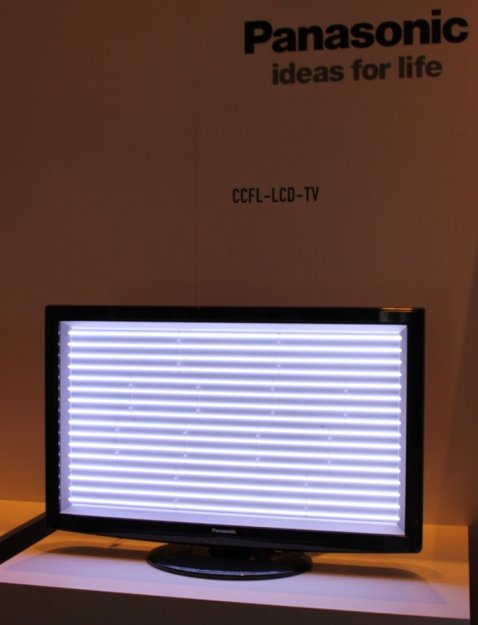 Panasonic
ideas for life
CCFL-LCD-TV
Panasonic